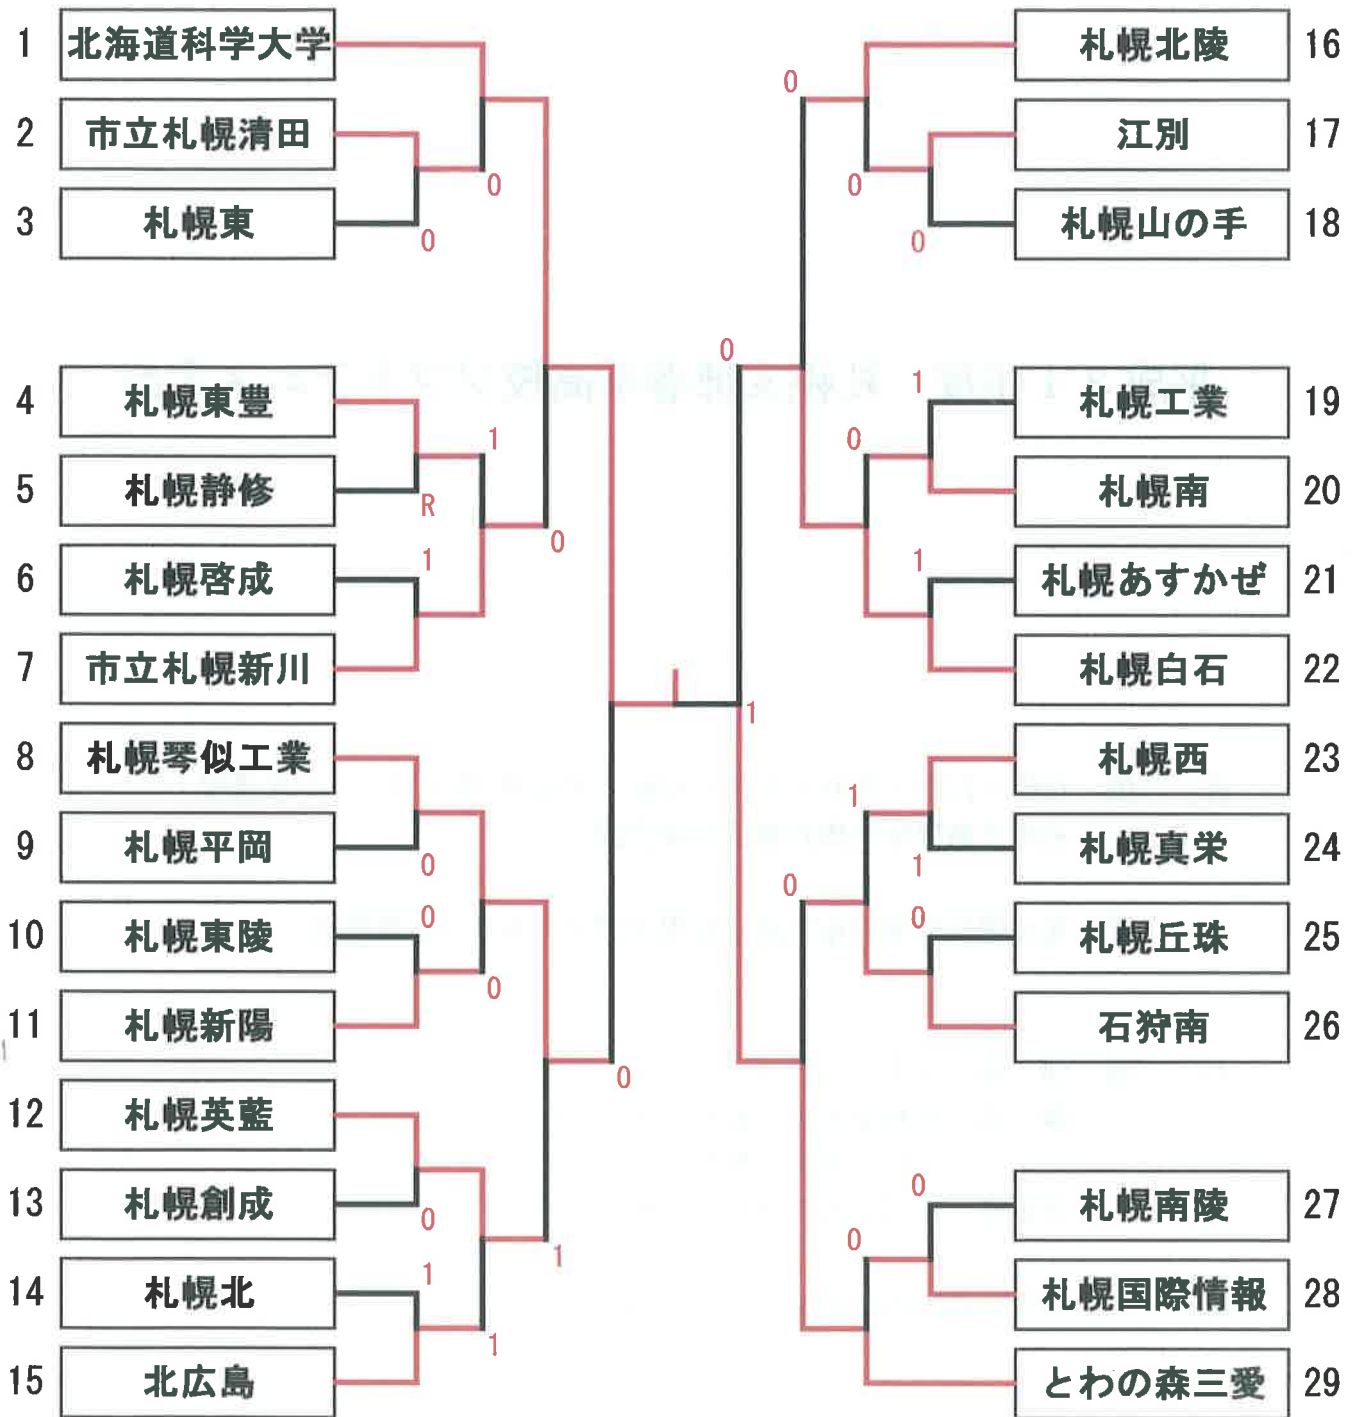 1 北海道科学大学
2 市立札幌清田
0
3 札幌東
0
4 札幌東豊
1
5 札幌静修
R
0
6 札幌啓成
1
7 市立札幌新川
8 札幌琴似工業
9 札幌平岡
0
10 札幌東陵
0
0
11 札幌新陽
0
12 札幌英藍
13 札幌創成
0
1
14 札幌北
1
1
15 北広島
札幌北陵 16
0
江別 17
0
札幌山の手 18
0
0
札幌工業 19
1
0
札幌南 20
札幌あすかぜ 21
1
札幌白石 22
1
札幌西 23
1
札幌真栄 24
1
0
札幌丘珠 25
0
石狩南 26
札幌南陵 27
0
0
札幌国際情報 28
とわの森三愛 29